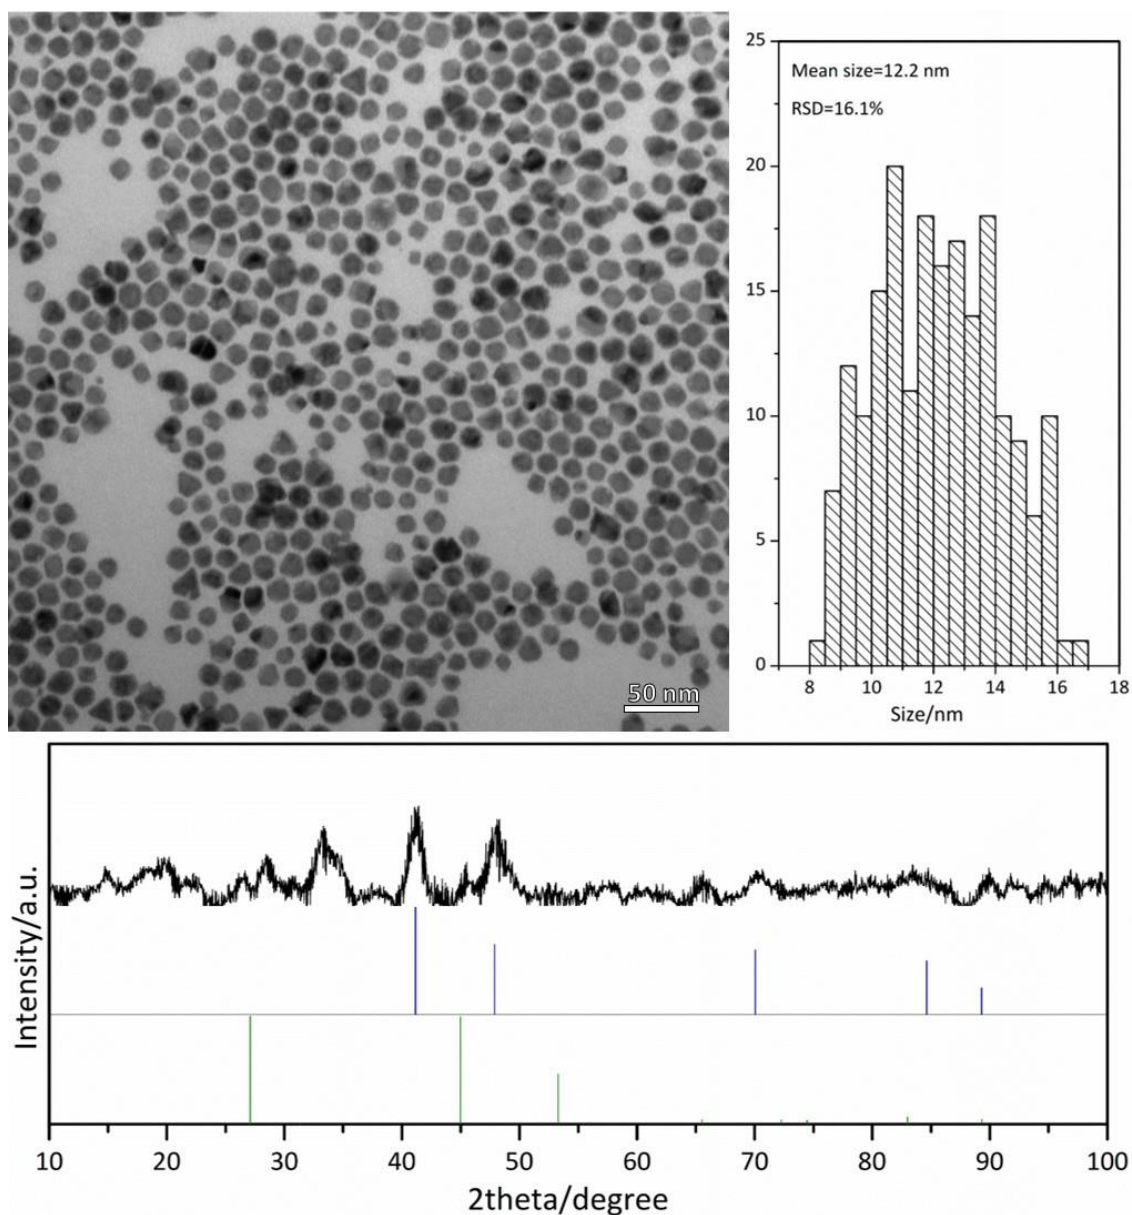 50 nm
25
20
15
10
5
0
Mean size=12.2 nm
RSD=16.1%
8 10 12 14 16 18
Size/nm
Intensity/a.u.
10 20 30 40 50 60 70 80 90 100
2theta/degree